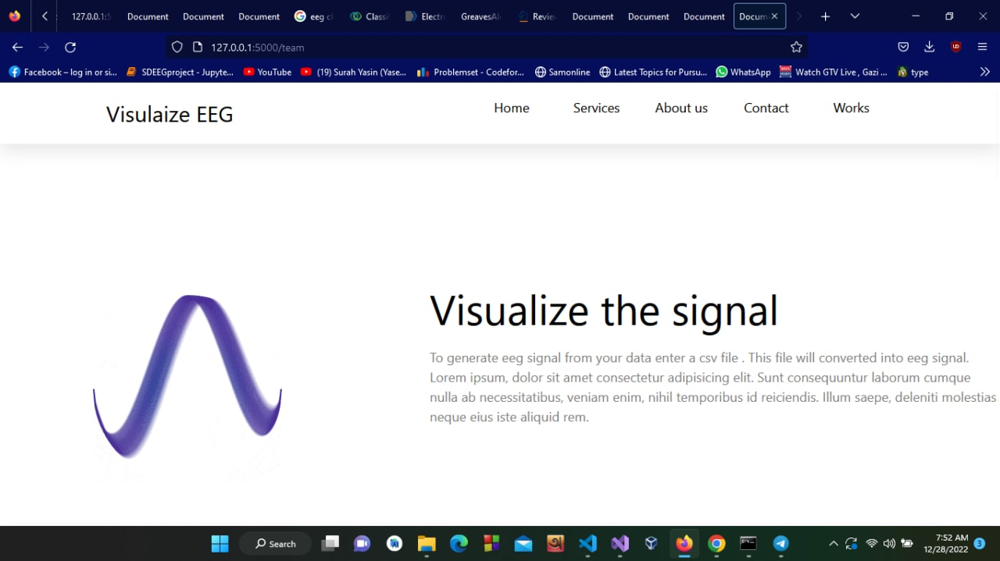 127.0.0.1:5
Document
Document
Document
eeg cl
Classi
Electr
GreavesAl
Review
Document
Document
Document
Docum
127.0.0.1:5000/team
Facebook – log in or si...
SDEEGproject - Jupyte...
YouTube
(19) Surah Yasin (Yase...
Problemset - Codefor...
Samonline
Latest Topics for Pursu...
WhatsApp
Watch GTV Live , Gazi ...
type
Visulaize EEG
Home
Services
About us
Contact
Works
Visualize the signal
To generate eeg signal from your data enter a csv file . This file will converted into eeg signal.
Lorem ipsum, dolor sit amet consectetur adipisicing elit. Sunt consequuntur laborum cumque
nulla ab necessitatibus, veniam enim, nihil temporibus id reiciendis. Illum saepe, deleniti molestias
neque eius iste aliquid rem.
Search
7:52 AM
12/28/2022
3